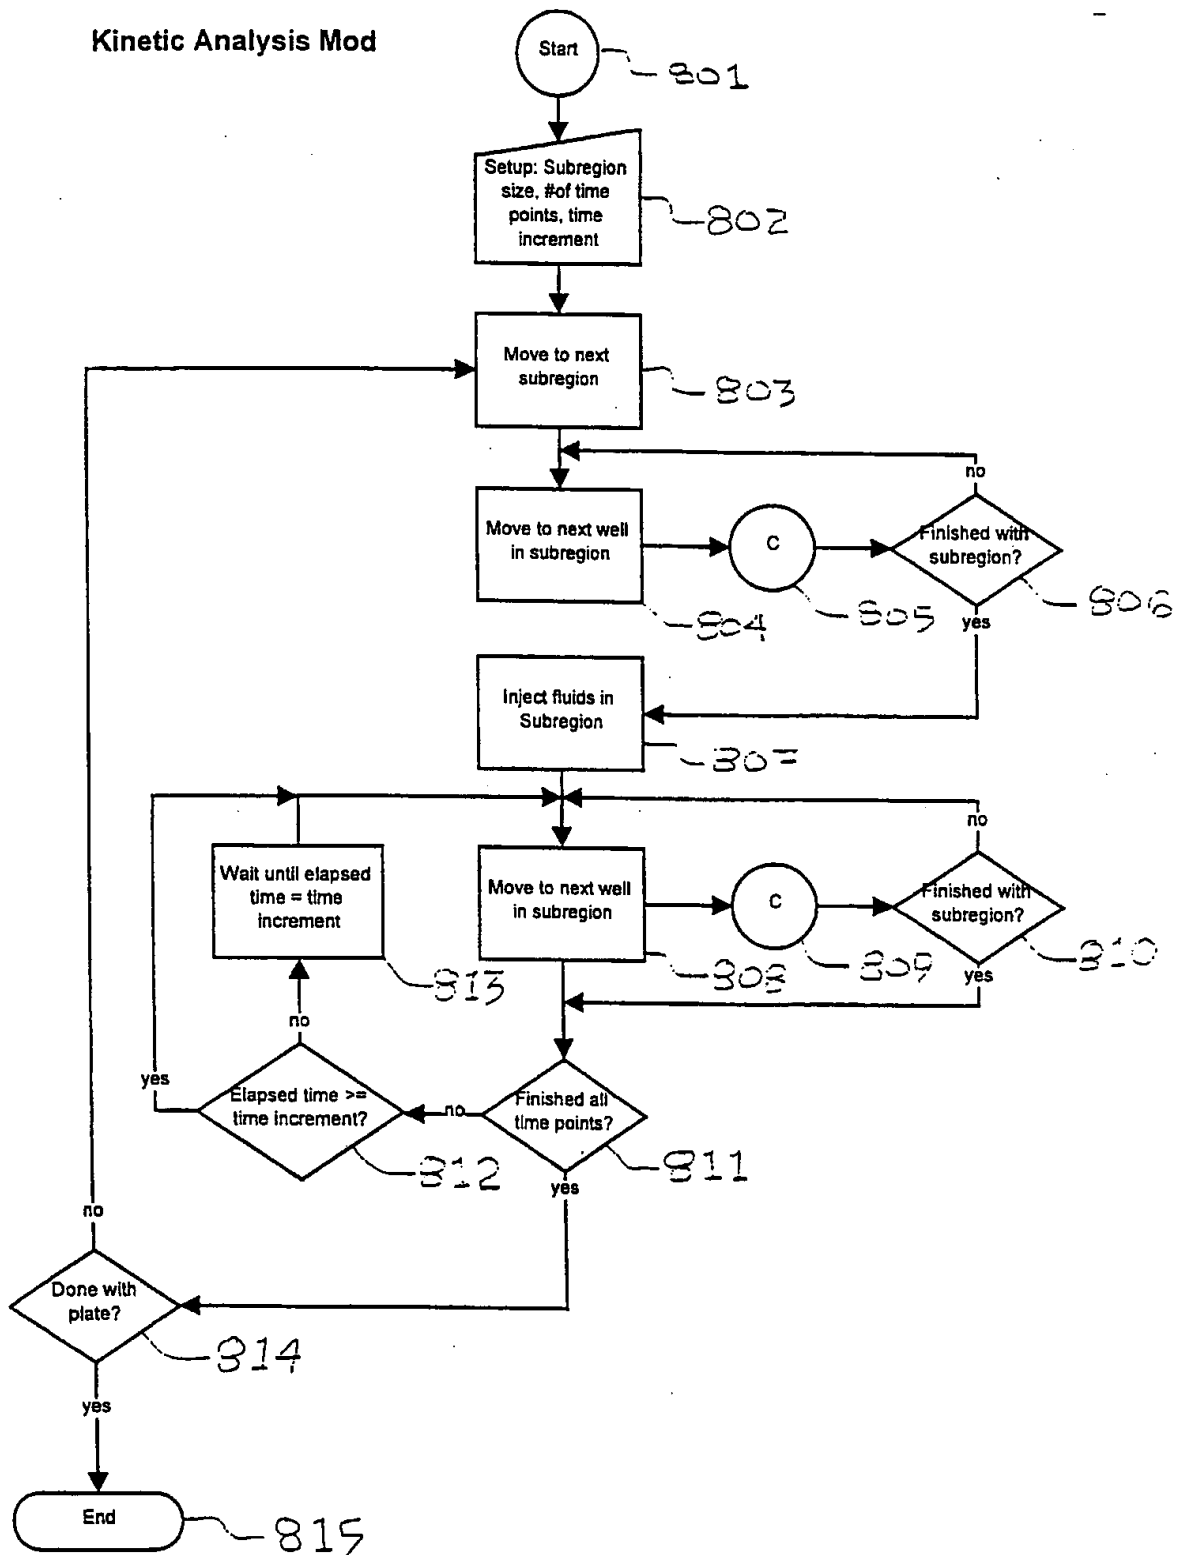 Kinetic Analysis Mod
Start
801
Setup: Subregion
size, #of time
points, time
increment
802
Move to next
subregion
803
no
Move to next well
in subregion
804
C
805
Finished with
subregion?
806
yes
Inject fluids in
Subregion
807
no
Wait until elapsed
time = time
increment
813
Move to next well
in subregion
808
C
809
Finished with
subregion?
810
yes
no
yes
Elapsed time >=
time increment?
812
no
Finished all
time points?
811
yes
no
Done with
plate?
814
yes
End
815